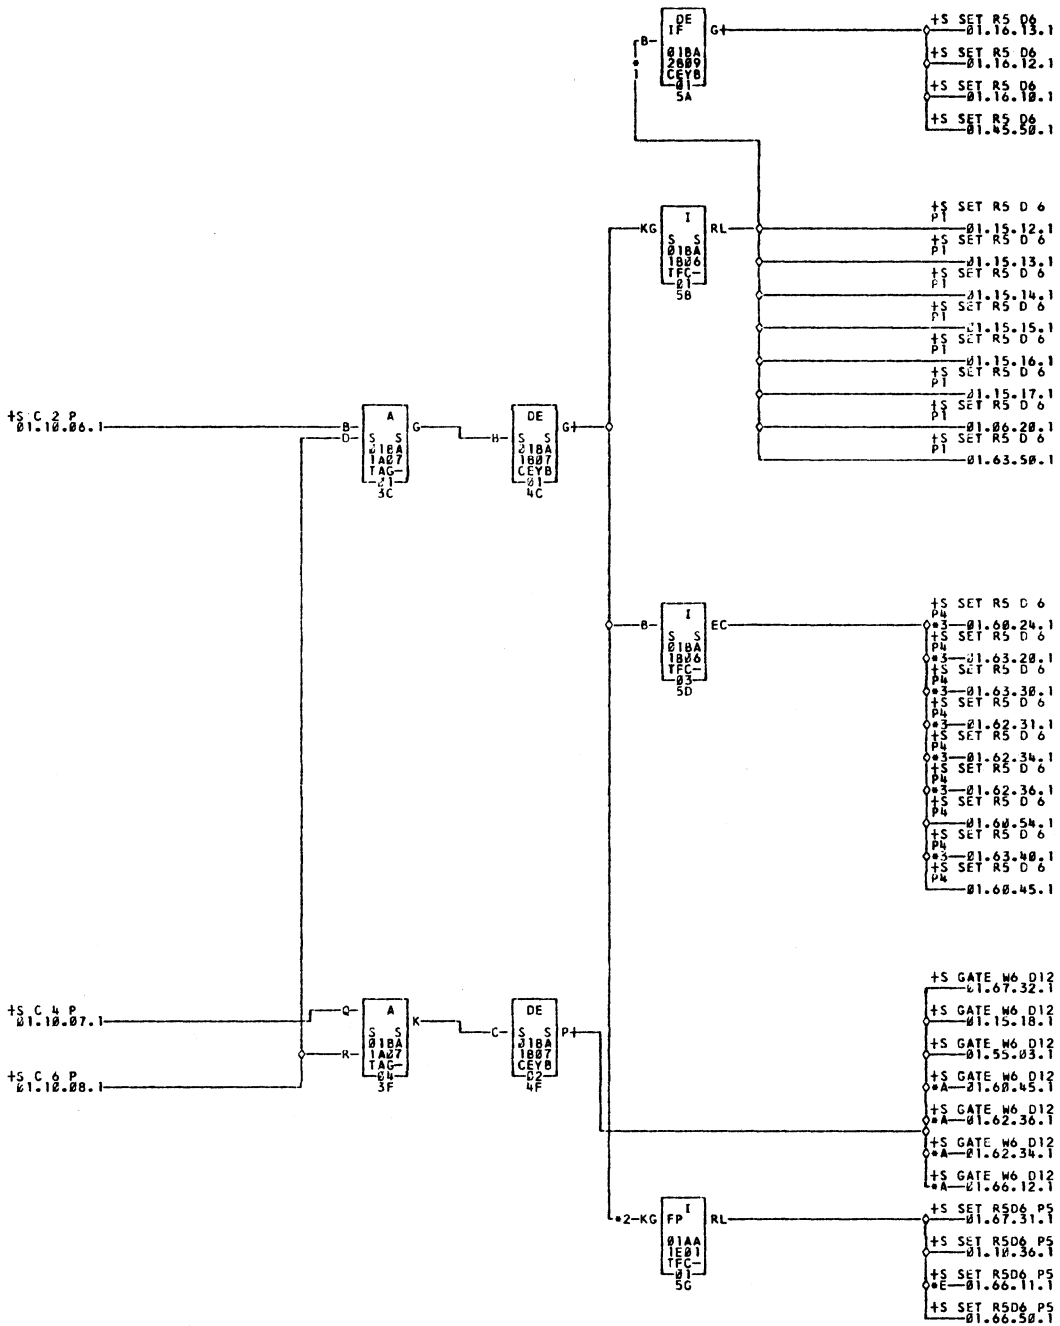 DE
IF
B-
G+
01BA
2B09
CEYB
01
5A
*
1
+S SET R5 D6
01.16.13.1
+S SET R5 D6
01.16.12.1
+S SET R5 D6
01.16.10.1
+S SET R5 D6
01.45.50.1
I
KG
RL
S S
01BA
1B06
TFC-
01
5B
+S SET R5 D 6
P1
01.15.12.1
+S SET R5 D 6
P1
01.15.13.1
+S SET R5 D 6
P1
01.15.14.1
+S SET R5 D 6
P1
01.15.15.1
+S SET R5 D 6
P1
01.15.16.1
+S SET R5 D 6
P1
01.15.17.1
+S SET R5 D 6
P1
01.06.20.1
+S SET R5 D 6
P1
01.63.50.1
+S C 2 P
01.10.06.1
A
B-
D-
G
S S
01BA
1A07
TAG-
01
3C
DE
H-
G+
S S
01BA
1B07
CEYB
01
4C
I
B-
EC
S S
01BA
1B06
TFC-
03
5D
+S SET R5 D 6
P4
*3-01.60.24.1
+S SET R5 D 6
P4
*3-01.63.20.1
+S SET R5 D 6
P4
*3-01.63.30.1
+S SET R5 D 6
P4
*3-01.62.31.1
+S SET R5 D 6
P4
*3-01.62.34.1
+S SET R5 D 6
P4
*3-01.62.36.1
+S SET R5 D 6
P4
01.60.54.1
+S SET R5 D 6
P4
*3-01.63.40.1
+S SET R5 D 6
P4
01.60.45.1
+S C 4 P
01.10.07.1
+S C 6 P
01.10.08.1
A
Q-
R-
K
S S
01BA
1A07
TAG-
04
3F
DE
C-
P+
S S
01BA
1B07
CEYB
02
4F
+S GATE W6 D12
01.67.32.1
+S GATE W6 D12
01.15.18.1
+S GATE W6 D12
01.55.03.1
+S GATE W6 D12
*A-01.60.45.1
+S GATE W6 D12
*A-01.62.36.1
+S GATE W6 D12
*A-01.62.34.1
+S GATE W6 D12
*A-01.66.12.1
I
*2-KG
FP
RL
01AA
1E01
TFC-
01
5G
+S SET R5D6 P5
01.67.31.1
+S SET R5D6 P5
01.10.36.1
+S SET R5D6 P5
*E-01.66.11.1
+S SET R5D6 P5
01.66.50.1